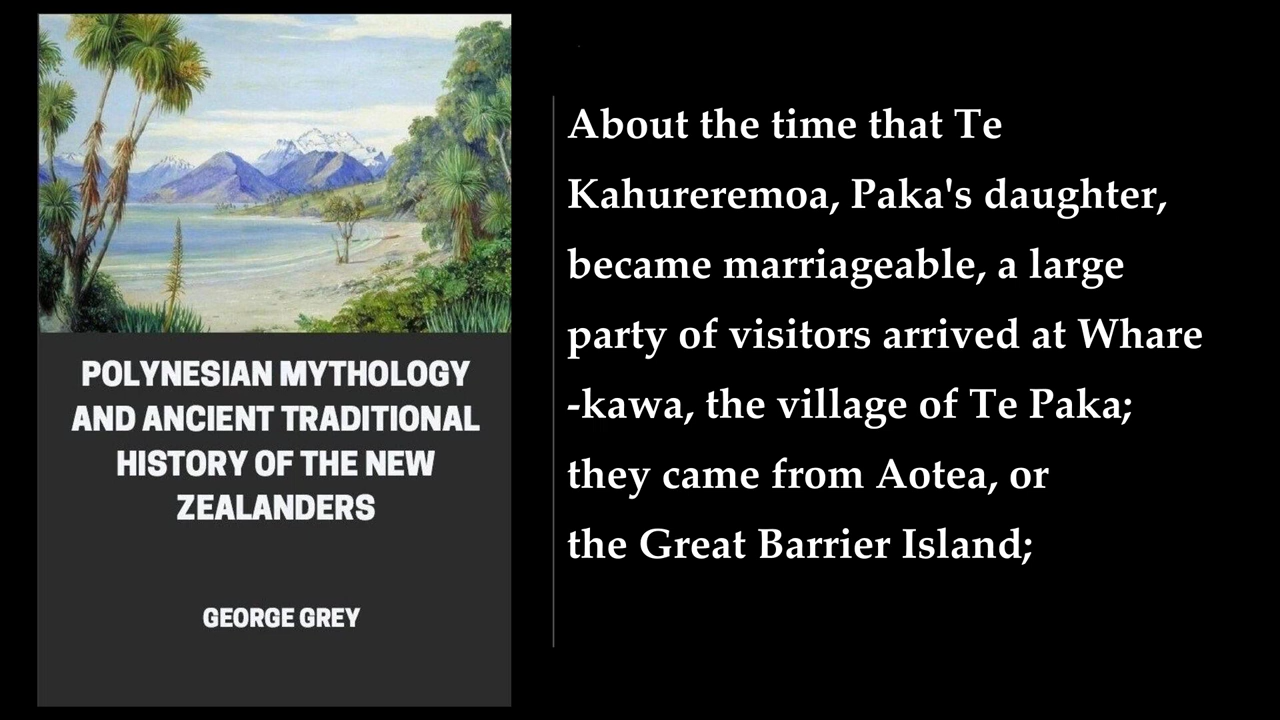 POLYNESIAN MYTHOLOGY
AND ANCIENT TRADITIONAL
HISTORY OF THE NEW
ZEALANDERS
GEORGE GREY
About the time that Te
Kahureremoa, Paka's daughter,
became marriageable, a large
party of visitors arrived at Whare
-kawa, the village of Te Paka;
they came from Aotea, or
the Great Barrier Island;